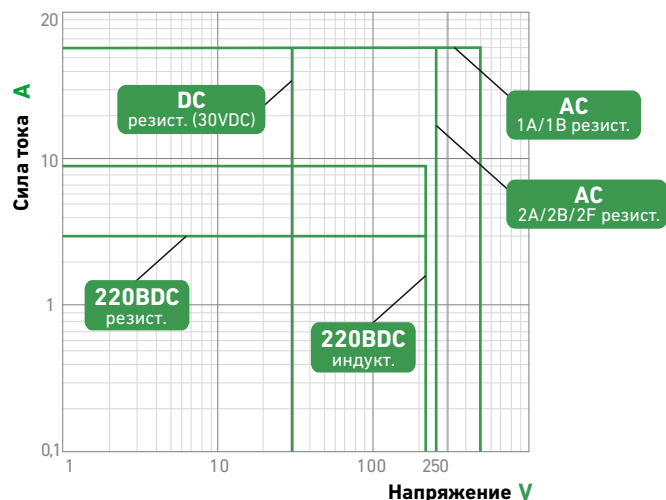 20
10
1
0,1
Сила тока A
DC
резист. (30VDC)
AC
1A/1B резист.
AC
2A/2B/2F резист.
220BDC
резист.
220BDC
индукт.
1
10
100
250
Напряжение V